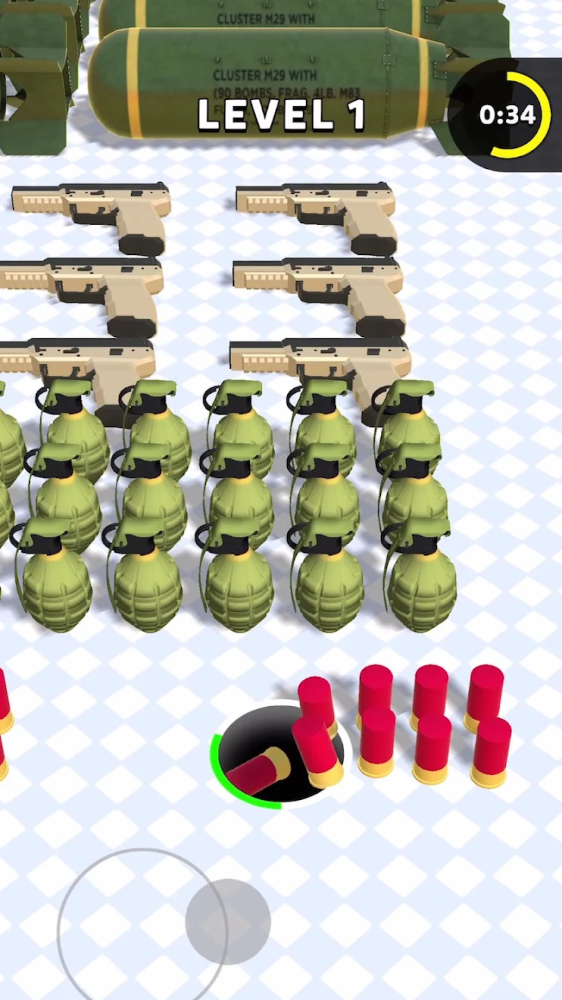 CLUSTER M29 WITH
CLUSTER M29 WITH
(90 BOMBS, FRAG, 4LB. M83
LEVEL 1
0:34